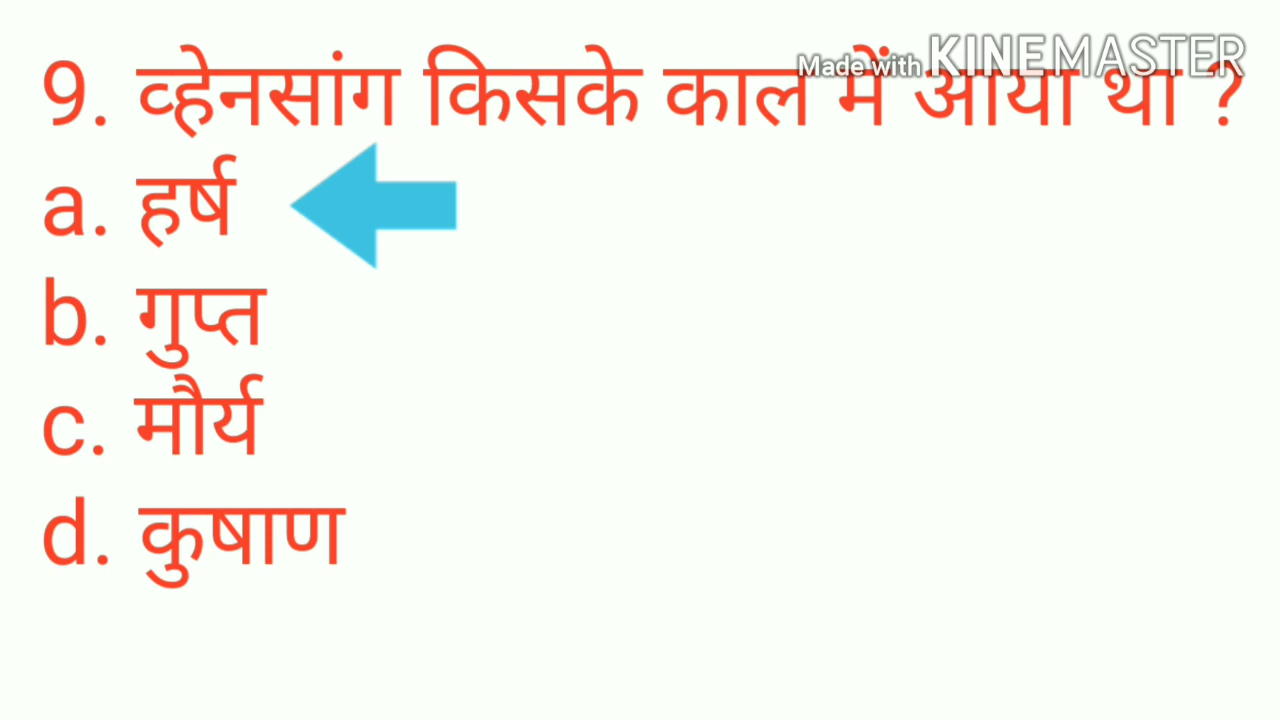 9. व्हेनसांग किसके काल में आया था ?
Made with KINEMASTER
a. हर्ष
b. गुप्त
c. मौर्य
d. कुषाण